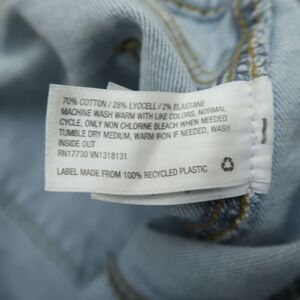 70% COTTON / 28% LYOCELL / 2% ELASTANE
MACHINE WASH WARM WITH LIKE COLORS, NORMAL
CYCLE, ONLY NON CHLORINE BLEACH WHEN NEEDED
TUMBLE DRY MEDIUM, WARM IRON IF NEEDED, WASH
INSIDE OUT
RN17730 VN1318131
LABEL MADE FROM 100% RECYCLED PLASTIC